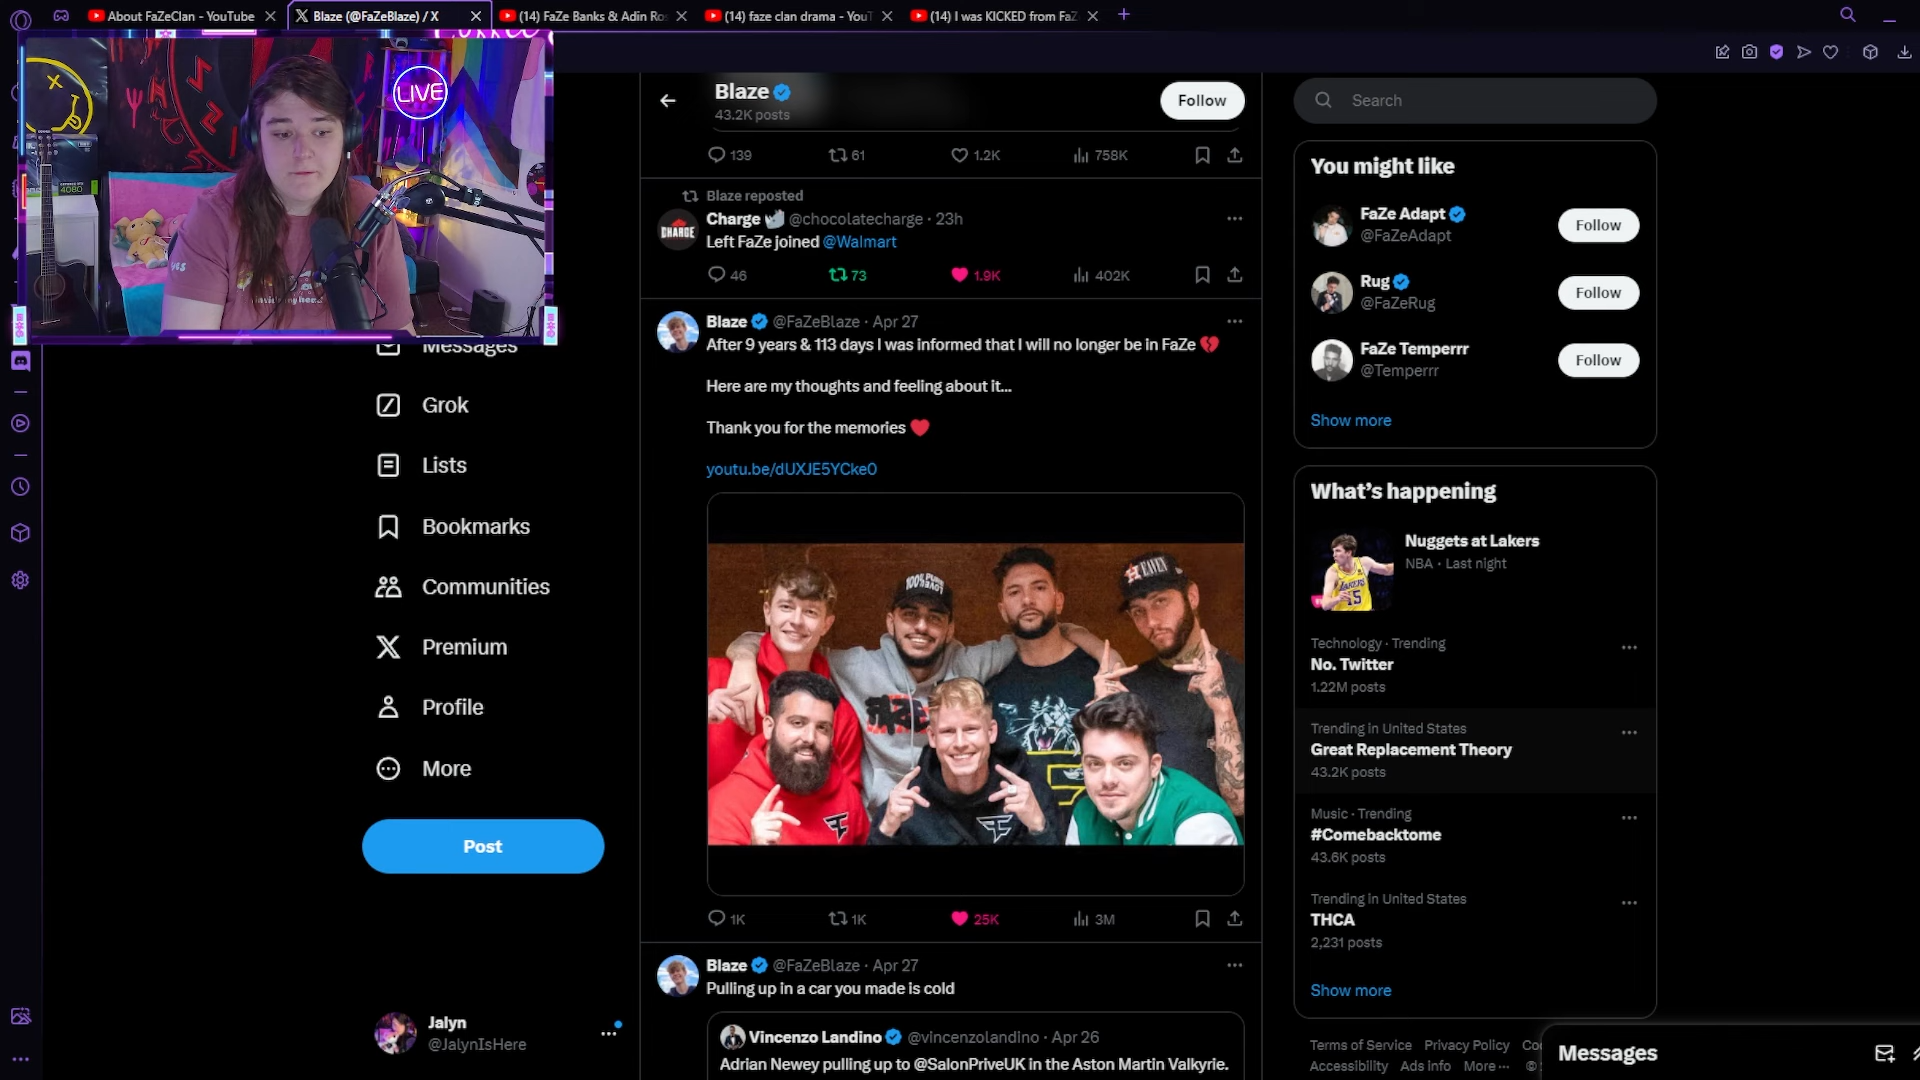 About FaZeClan - YouTube
Blaze (@FaZeBlaze) / X
(14) FaZe Banks & Adin Ros
(14) faze clan drama - YouT
(14) I was KICKED from FaZ
LIVE
4080
Blaze
43.2K posts
Follow
139
61
1.2K
758K
Blaze reposted
Charge @chocolatecharge · 23h
CHARGE
Left FaZe joined @Walmart
46
73
1.9K
402K
Blaze @FaZeBlaze · Apr 27
After 9 years & 113 days I was informed that I will no longer be in FaZe
Here are my thoughts and feeling about it...
Thank you for the memories
youtu.be/dUXJE5YCke0
1K
1K
25K
3M
Blaze @FaZeBlaze · Apr 27
Pulling up in a car you made is cold
Vincenzo Landino @vincenzolandino · Apr 26
Adrian Newey pulling up to @SalonPriveUK in the Aston Martin Valkyrie.
Messages
Grok
Lists
Bookmarks
Communities
Premium
Profile
More
Post
Jalyn
@JalynIsHere
Search
You might like
FaZe Adapt
@FaZeAdapt
Follow
Rug
@FaZeRug
Follow
FaZe Temperrr
@Temperrr
Follow
Show more
What's happening
Nuggets at Lakers
NBA · Last night
Technology · Trending
No. Twitter
1.22M posts
Trending in United States
Great Replacement Theory
43.2K posts
Music · Trending
#Comebacktome
43.6K posts
Trending in United States
THCA
2,231 posts
Show more
Terms of Service Privacy Policy Coo
Accessibility Ads info More ··· ©
Messages